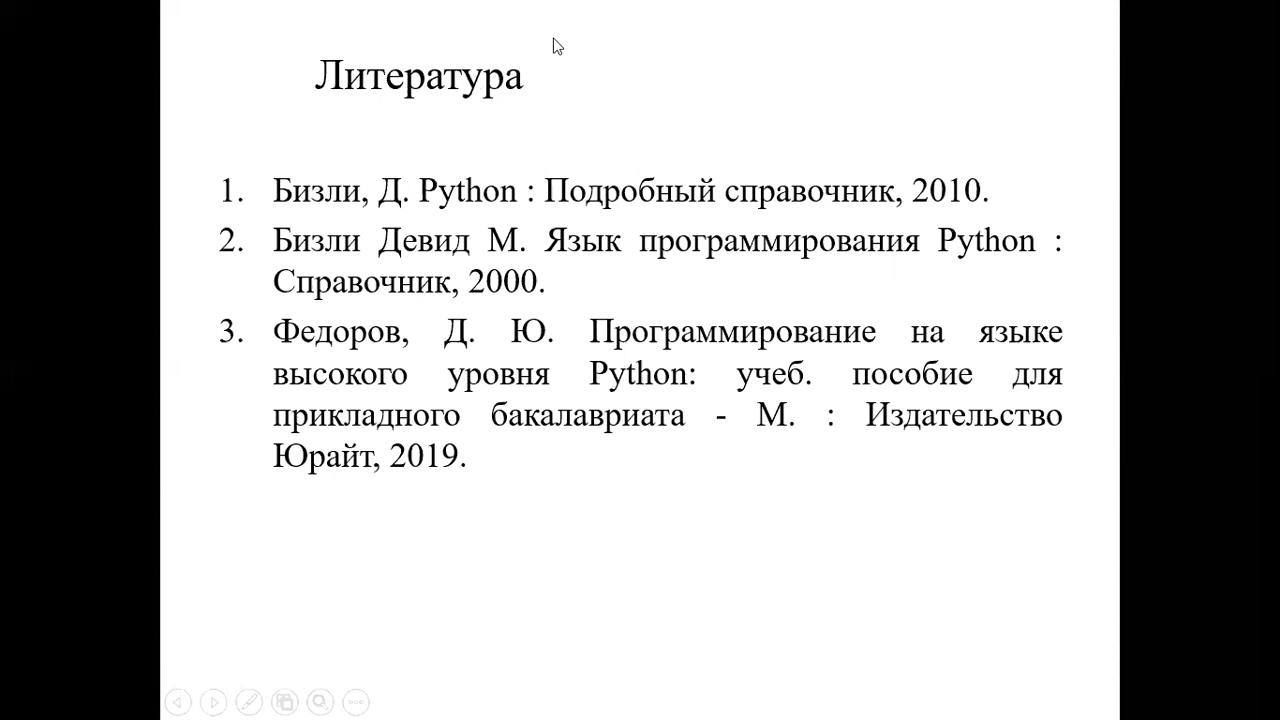 Литература
1. Бизли, Д. Python : Подробный справочник, 2010.
2. Бизли Девид М. Язык программирования Python :
Справочник, 2000.
3. Федоров, Д. Ю. Программирование на языке
высокого уровня Python: учеб. пособие для
прикладного бакалавриата - М. : Издательство
Юрайт, 2019.